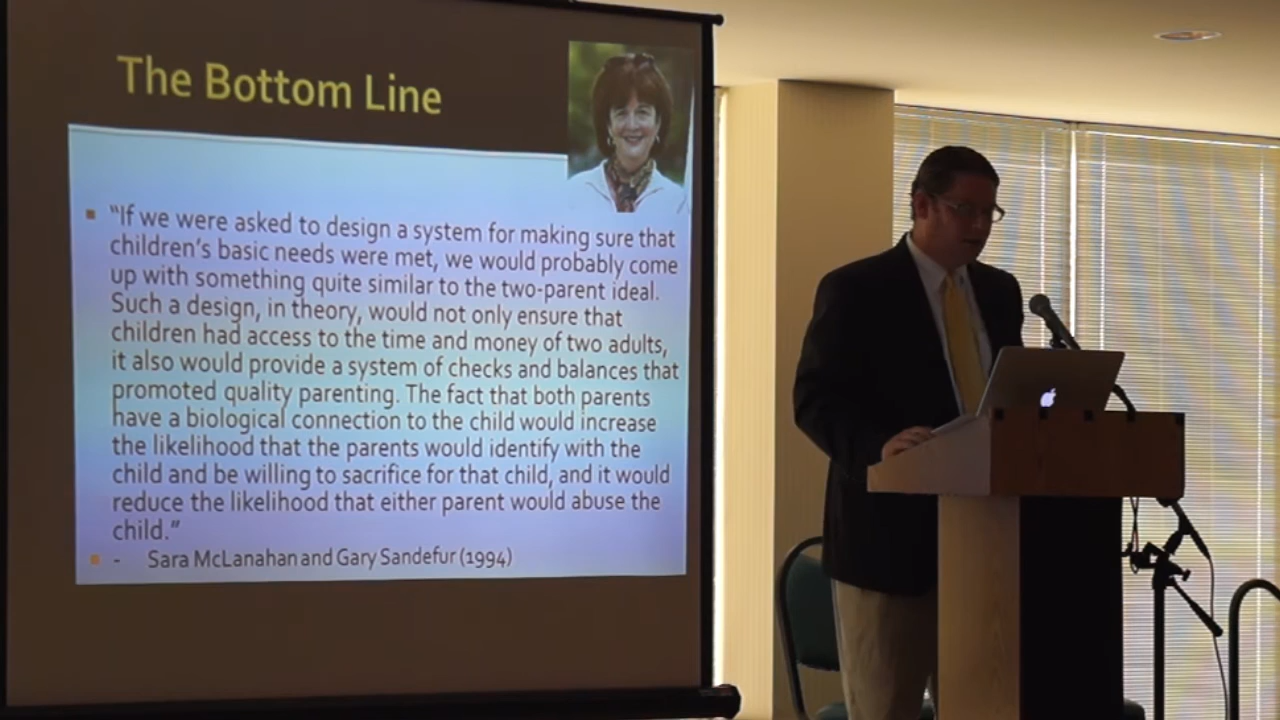 The Bottom Line
“If we were asked to design a system for making sure that
children’s basic needs were met, we would probably come
up with something quite similar to the two-parent ideal.
Such a design, in theory, would not only ensure that
children had access to the time and money of two adults,
it also would provide a system of checks and balances that
promoted quality parenting. The fact that both parents
have a biological connection to the child would increase
the likelihood that the parents would identify with the
child and be willing to sacrifice for that child, and it would
reduce the likelihood that either parent would abuse the
child.”
- Sara McLanahan and Gary Sandefur (1994)